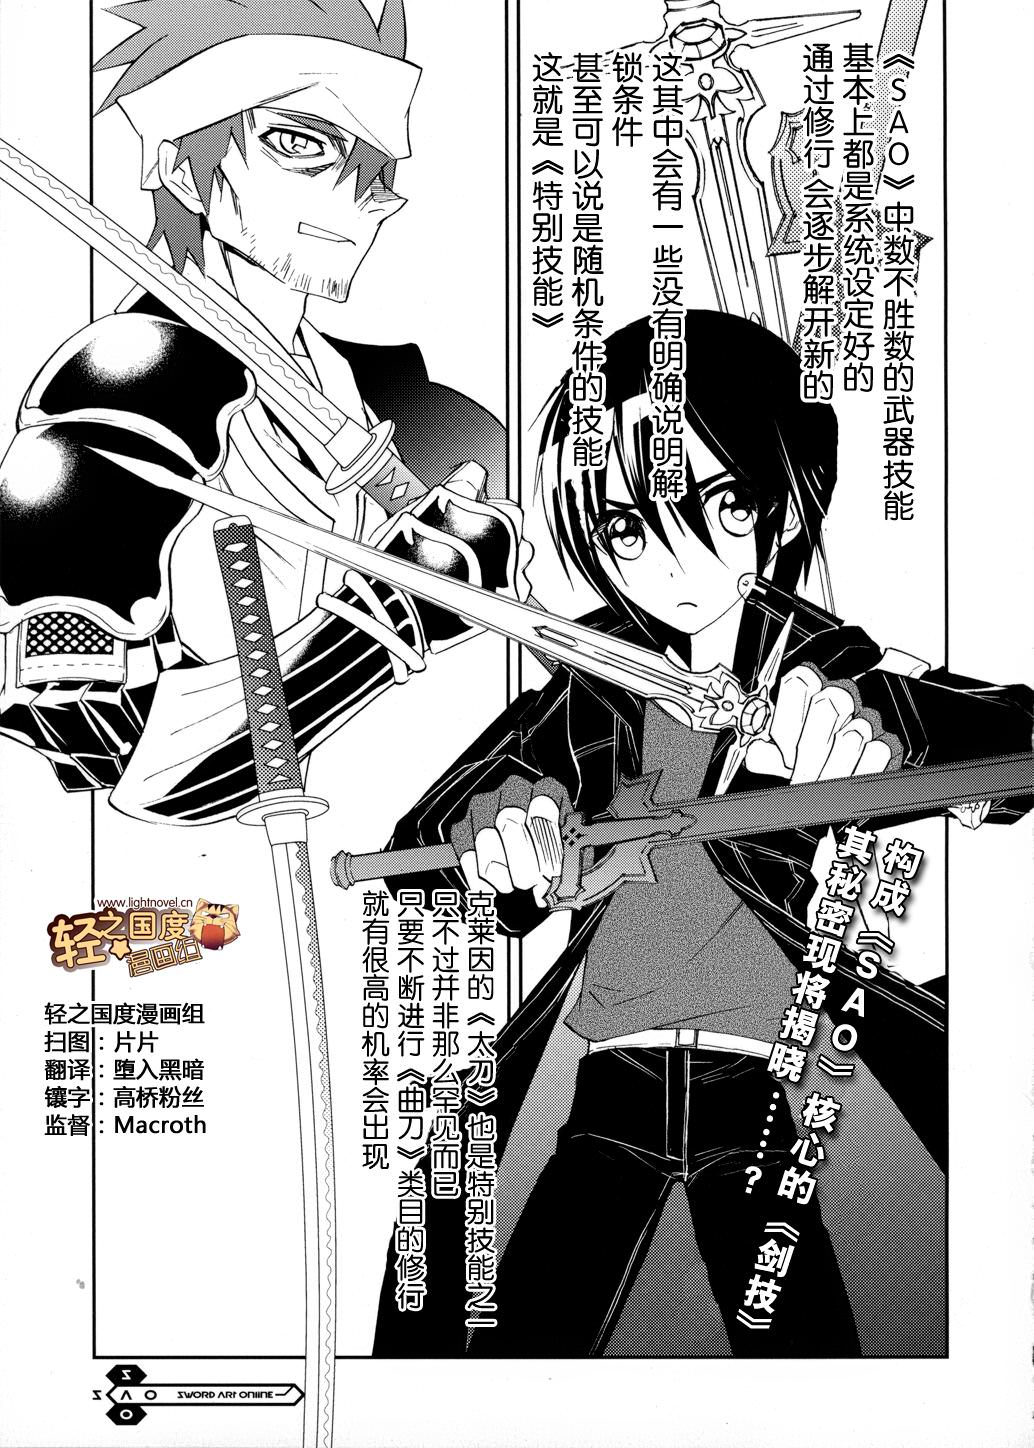 《SAO》中数不胜数的武器技能
基本上都是系统设定好的
通过修行 会逐步解开新的
这其中会有一些没有明确说明解
锁条件
甚至可以说是随机条件的技能
这就是《特别技能》
构成《SAO》核心的《剑技》
其秘密现将揭晓……？
克莱因的《太刀》也是特别技能之一
只不过并非那么罕见而已
只要不断进行《曲刀》类目的修行
就有很高的机率会出现
www.lightnovel.cn
轻之国度
漫画组
轻之国度漫画组
扫图：片片
翻译：堕入黑暗
镶字：高桥粉丝
监督：Macroth
S
S A O SWORD ART ONLINE
O